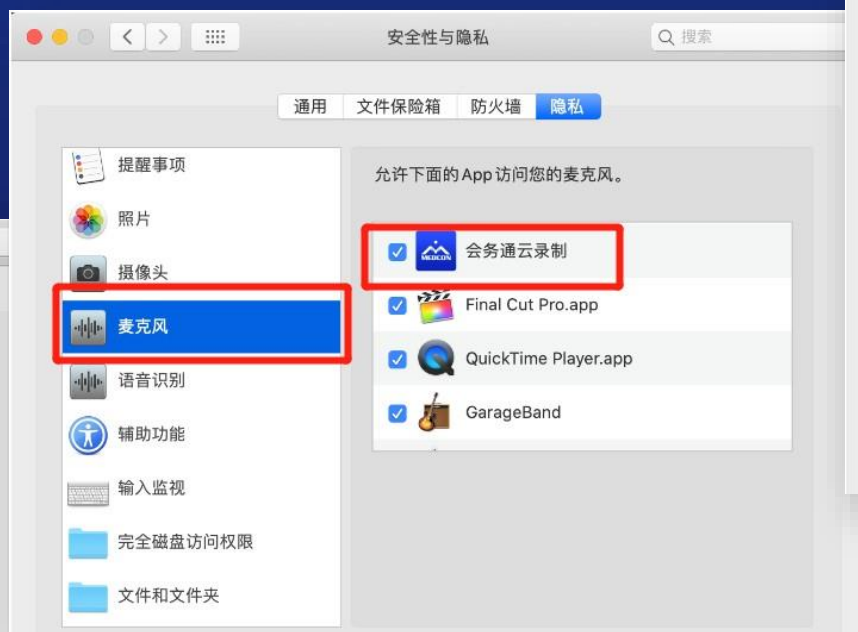 安全性与隐私
搜索
通用 文件保险箱 防火墙 隐私
提醒事项
照片
摄像头
麦克风
语音识别
辅助功能
输入监视
完全磁盘访问权限
文件和文件夹
允许下面的 App 访问您的麦克风。
MEDCON
会务通云录制
Final Cut Pro.app
QuickTime Player.app
GarageBand